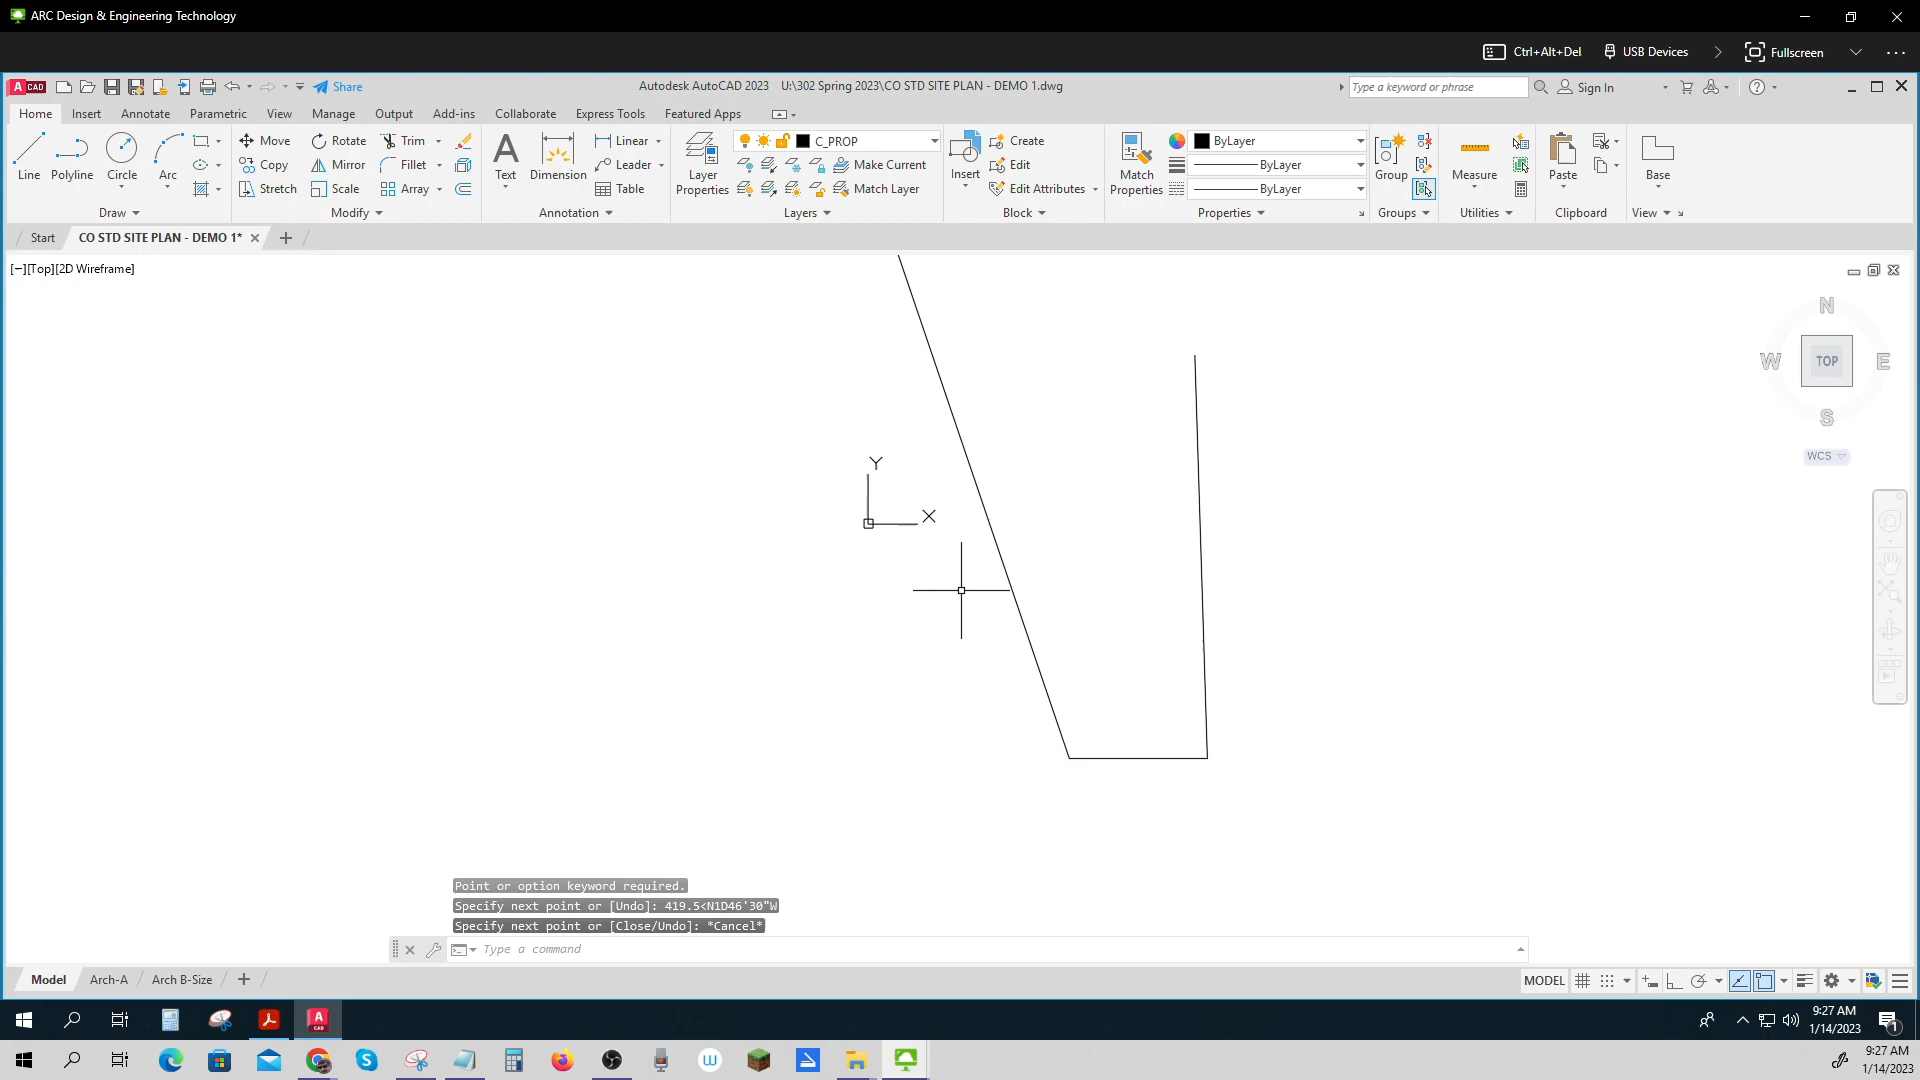 ARC Design & Engineering Technology
Ctrl+Alt+Del
USB Devices
Fullscreen
A CAD
Share
Autodesk AutoCAD 2023 U:\302 Spring 2023\CO STD SITE PLAN - DEMO 1.dwg
Type a keyword or phrase
Sign In
Home Insert Annotate Parametric View Manage Output Add-ins Collaborate Express Tools Featured Apps
Line
Polyline
Circle
Arc
Draw
Move
Rotate
Trim
Copy
Mirror
Fillet
Stretch
Scale
Array
Modify
Text
Dimension
Linear
Leader
Table
Annotation
Layer
Properties
C_PROP
Make Current
Match Layer
Layers
Insert
Create
Edit
Edit Attributes
Block
Match
Properties
ByLayer
ByLayer
ByLayer
Properties
Group
Groups
Measure
Utilities
Paste
Clipboard
Base
View
Start
CO STD SITE PLAN - DEMO 1*
[−][Top][2D Wireframe]
N
W
TOP
E
S
WCS
Y
X
Point or option keyword required.
Specify next point or [Undo]: 419.5<N1D46'30"W
Specify next point or [Close/Undo]: *Cancel*
Type a command
Model
Arch-A
Arch B-Size
MODEL
9:27 AM
1/14/2023
1
9:27 AM
1/14/2023